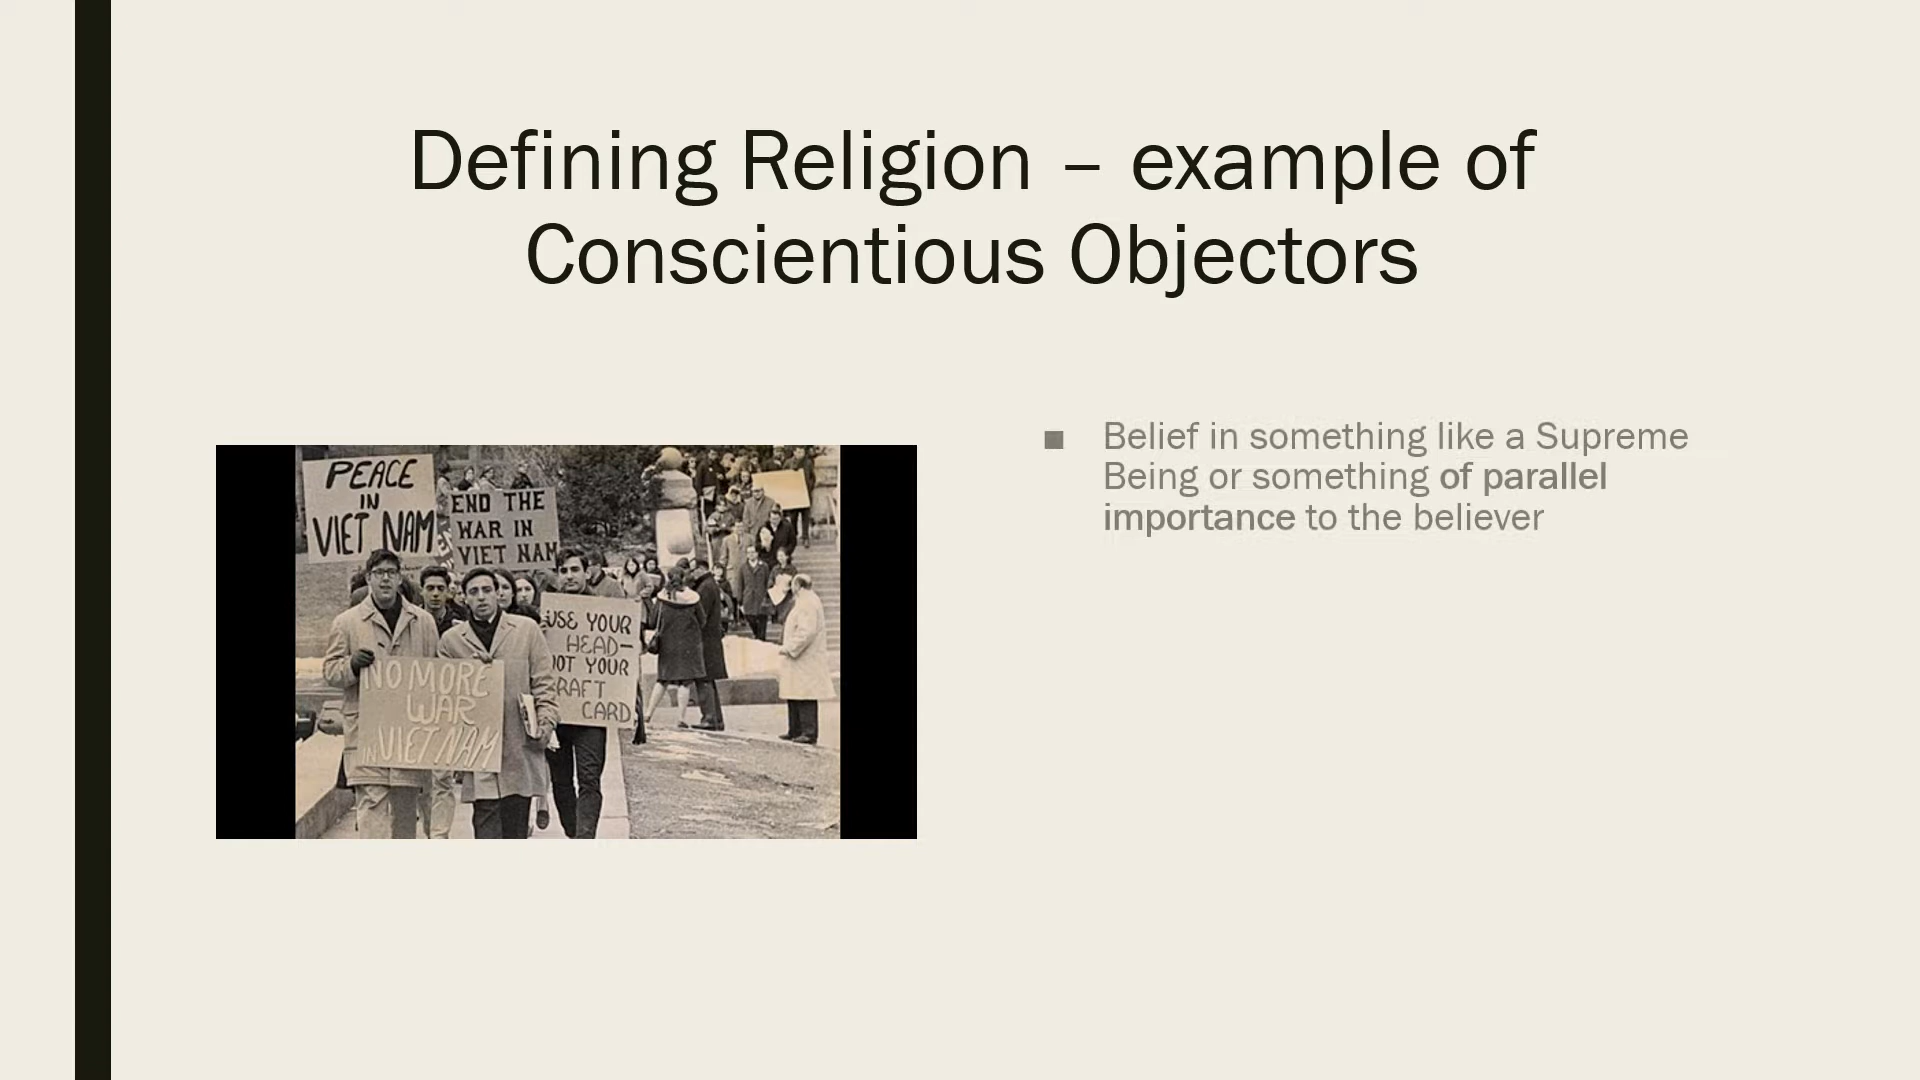 Defining Religion – example of
Conscientious Objectors
■ Belief in something like a Supreme
Being or something of parallel
importance to the believer
PEACE
IN
VIET NAM
END THE
WAR IN
VIET NAM
USE YOUR
HEAD–
NOT YOUR
DRAFT
CARD
NO MORE
WAR
IN VIET NAM